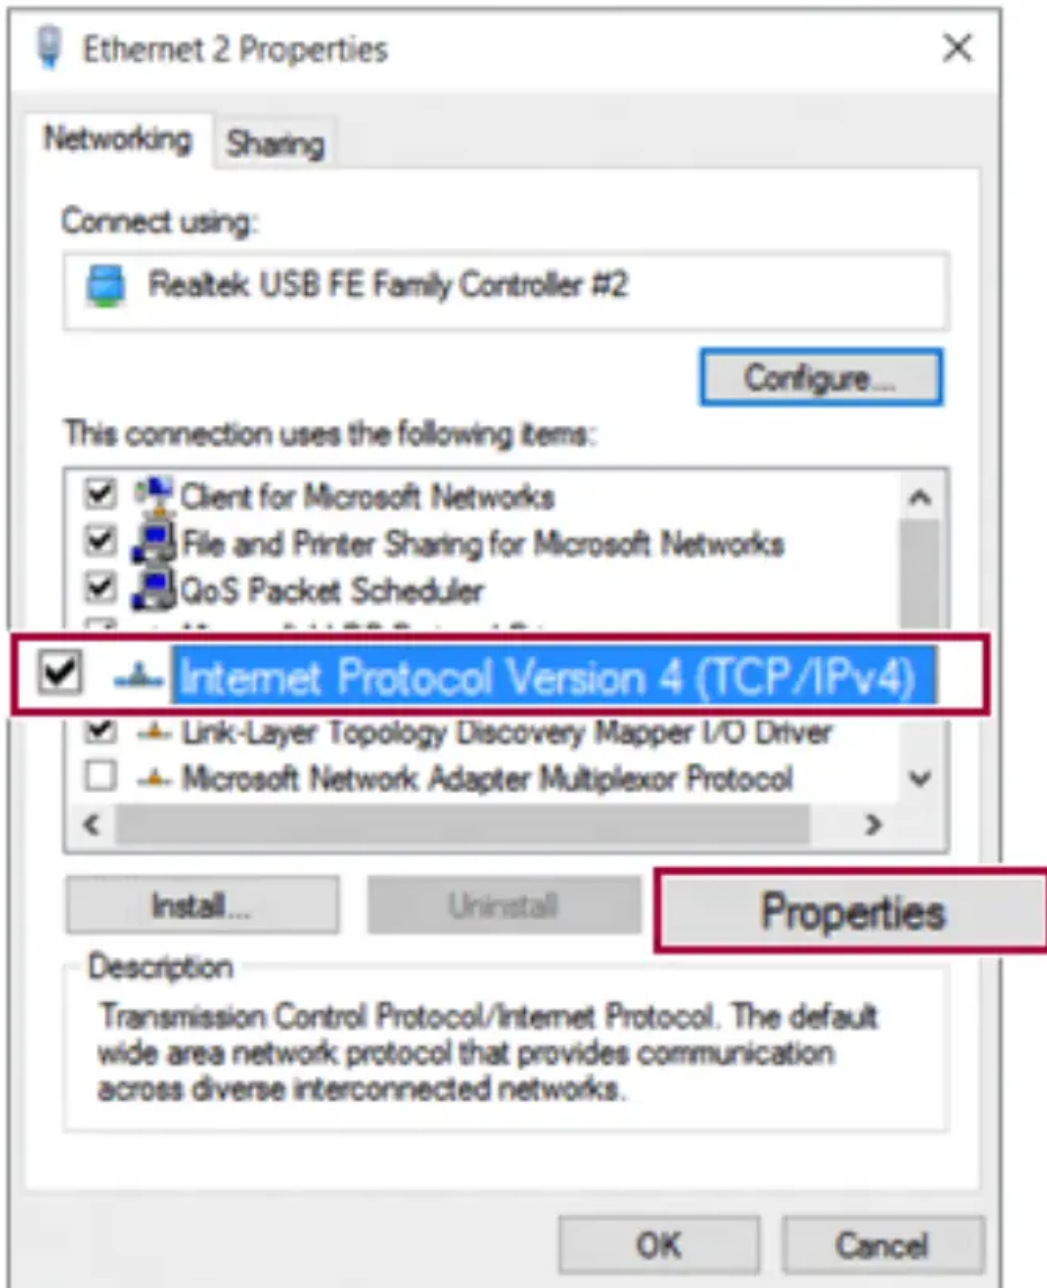 Ethernet 2 Properties
Networking
Sharing
Connect using:
Realtek USB FE Family Controller #2
Configure...
This connection uses the following items:
Client for Microsoft Networks
File and Printer Sharing for Microsoft Networks
QoS Packet Scheduler
Internet Protocol Version 4 (TCP/IPv4)
Link-Layer Topology Discovery Mapper I/O Driver
Microsoft Network Adapter Multiplexor Protocol
Install...
Uninstall
Properties
Description
Transmission Control Protocol/Internet Protocol. The default
wide area network protocol that provides communication
across diverse interconnected networks.
OK
Cancel